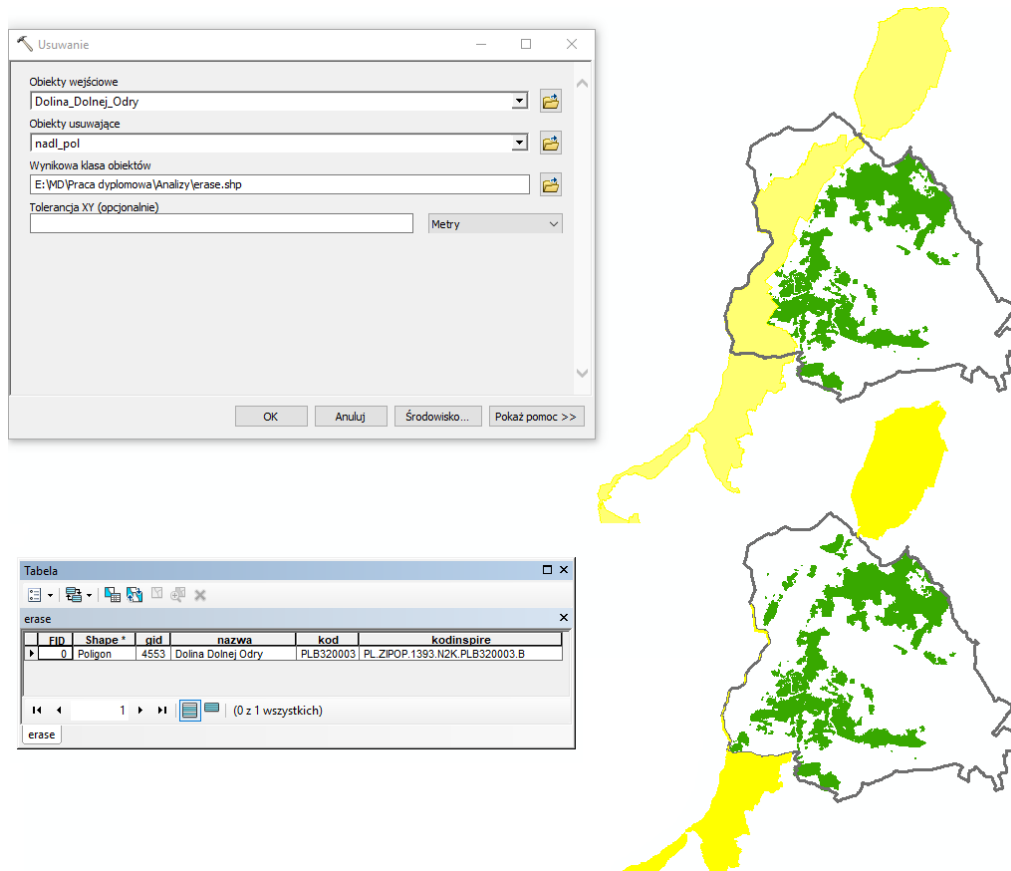 Usuwanie
Obiekty wejściowe
Dolina_Dolnej_Odry
Obiekty usuwające
nadl_pol
Wynikowa klasa obiektów
E:\MD\Praca dyplomowa\Analizy\erase.shp
Tolerancja XY (opcjonalnie)
Metry
OK Anuluj Środowisko... Pokaż pomoc >>
Tabela
erase
FID Shape * gid nazwa kod kodinspire
0 Poligon 4553 Dolina Dolnej Odry PLB320003 PL.ZIPOP.1393.N2K.PLB320003.B
1 (0 z 1 wszystkich)
erase